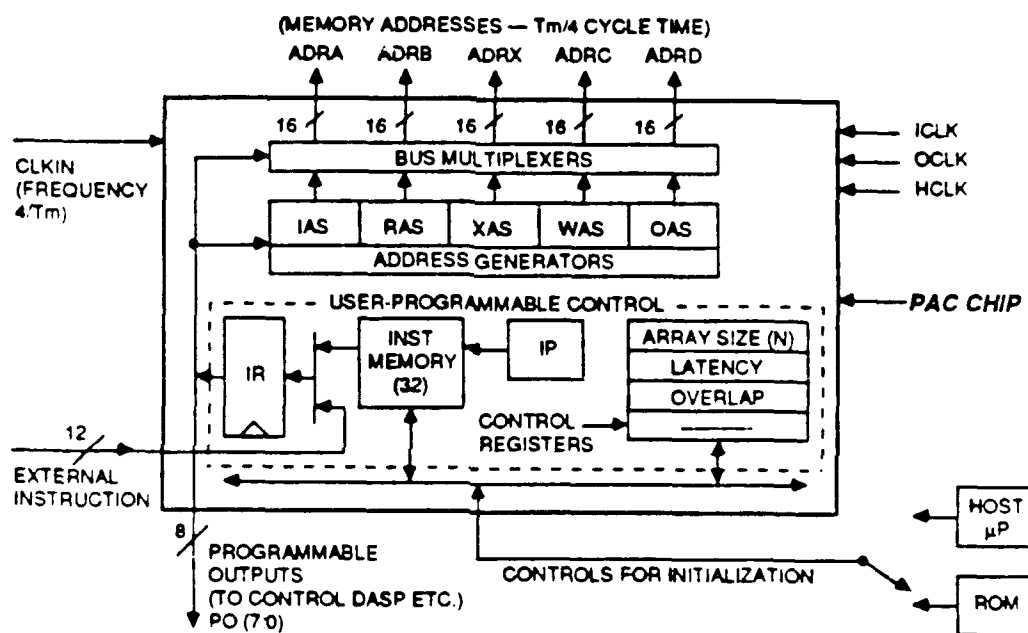 (MEMORY ADDRESSES — Tm/4 CYCLE TIME)
ADRA ADRB ADRX ADRC ADRD
16 16 16 16 16
BUS MULTIPLEXERS
CLKIN
(FREQUENCY
4/Tm)
ICLK
OCLK
HCLK
IAS RAS XAS WAS OAS
ADDRESS GENERATORS
PAC CHIP
USER-PROGRAMMABLE CONTROL
IR
INST
MEMORY
(32)
IP
ARRAY SIZE (N)
LATENCY
OVERLAP
CONTROL
REGISTERS
12
EXTERNAL
INSTRUCTION
8
PROGRAMMABLE
OUTPUTS
(TO CONTROL DASP ETC.)
PO (7:0)
CONTROLS FOR INITIALIZATION
HOST
µP
ROM